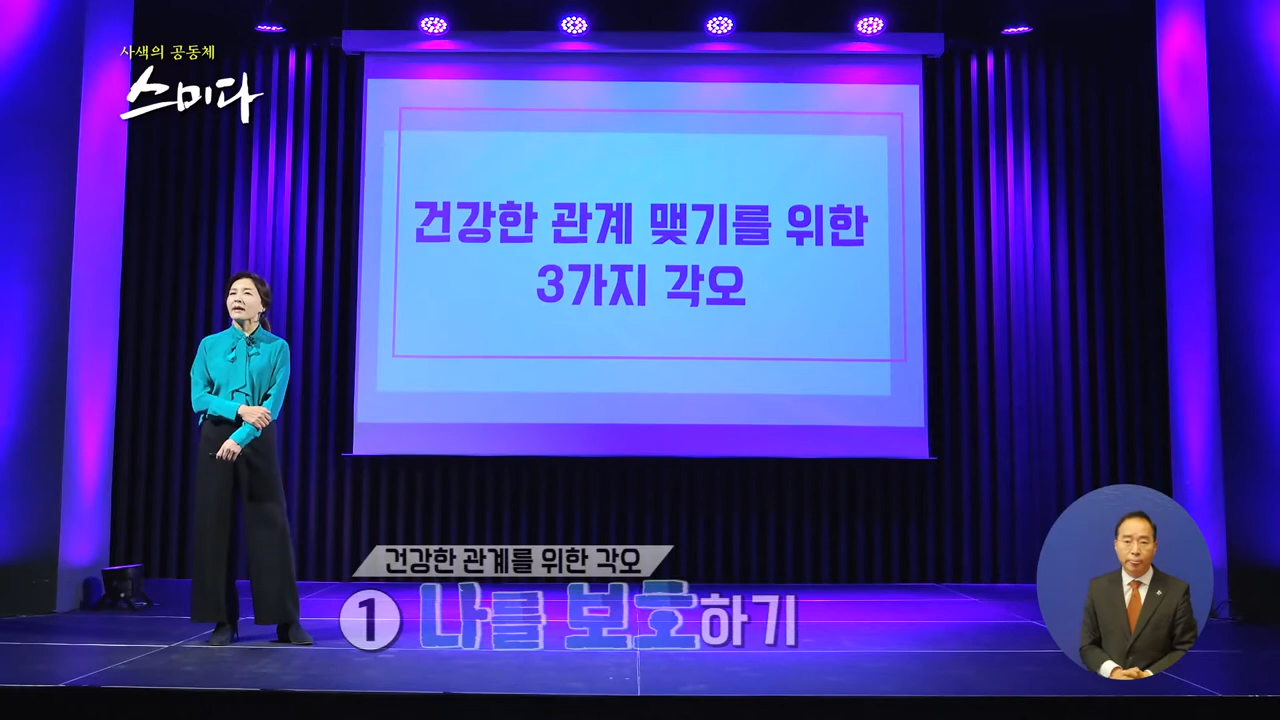 사색의 공동체
스미다
건강한 관계 맺기를 위한
3가지 각오
건강한 관계를 위한 각오
1 나를 보호하기